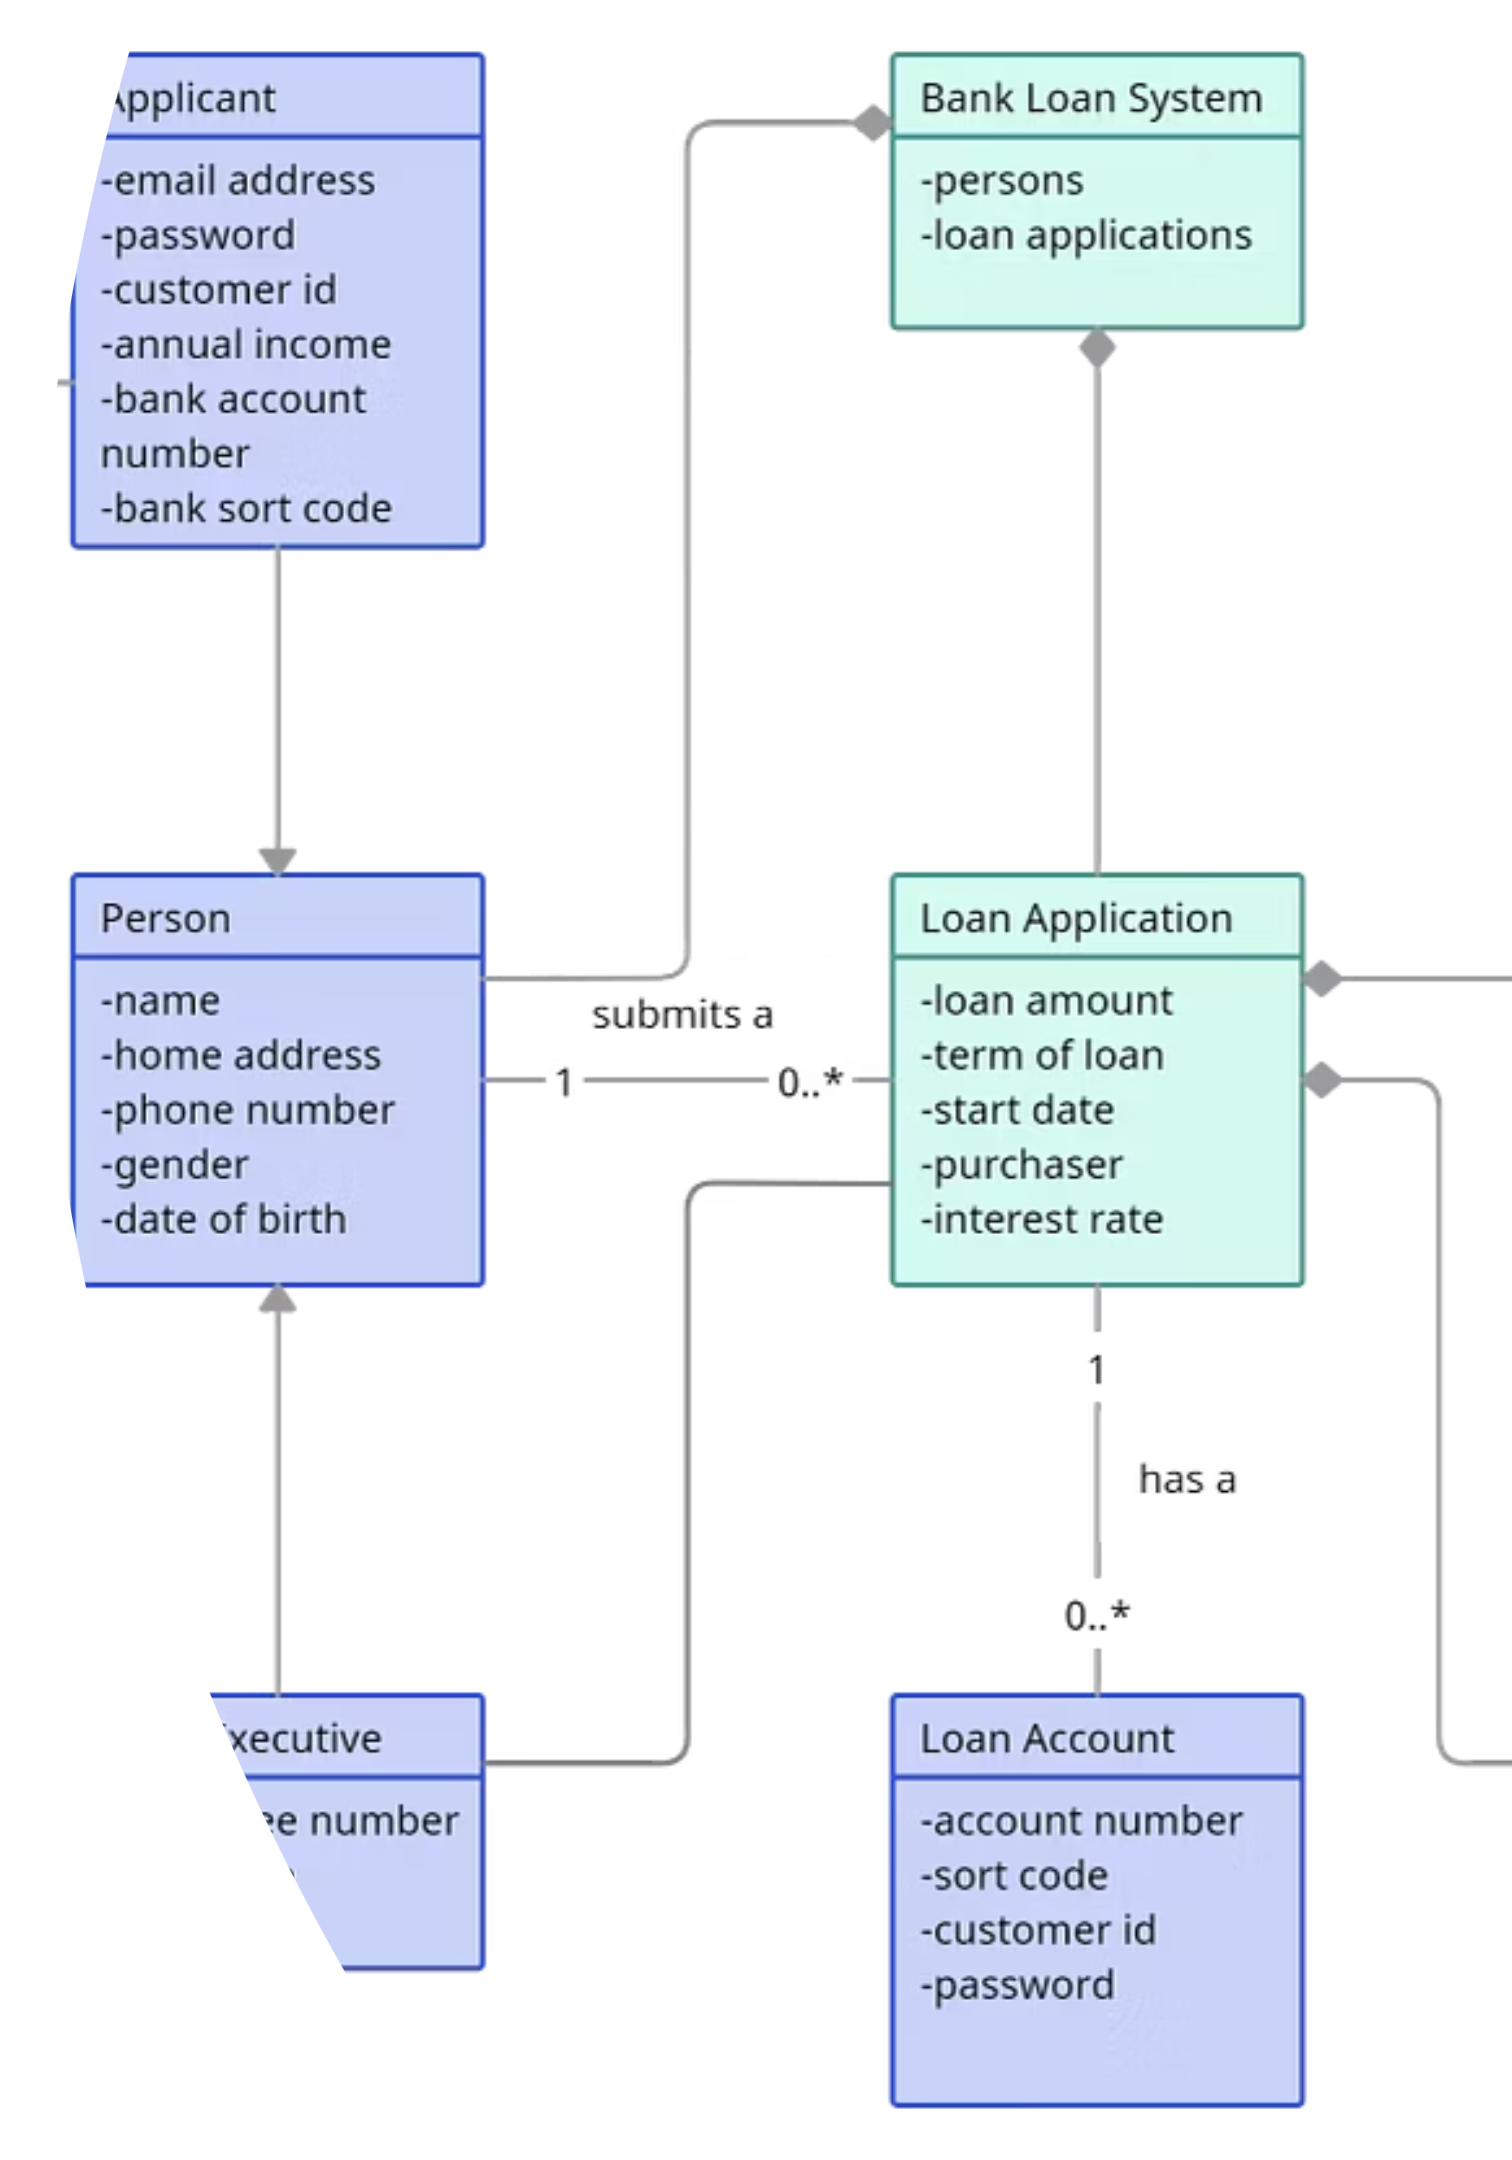 Applicant
-email address
-password
-customer id
-annual income
-bank account
number
-bank sort code
Bank Loan System
-persons
-loan applications
Person
-name
-home address
-phone number
-gender
-date of birth
submits a
1
0..*
Loan Application
-loan amount
-term of loan
-start date
-purchaser
-interest rate
1
has a
0..*
number
Loan Account
-account number
-sort code
-customer id
-password